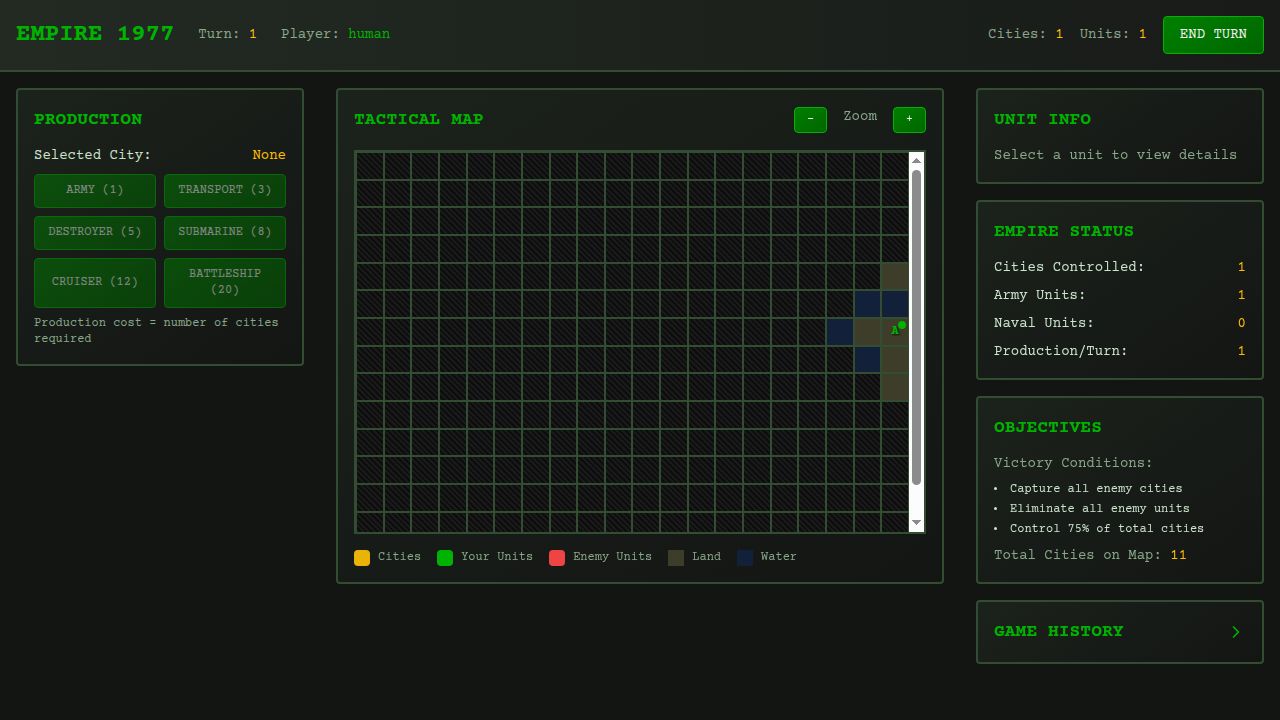 EMPIRE 1977
Turn: 1
Player: human
Cities: 1
Units: 1
END TURN
PRODUCTION
Selected City: None
ARMY (1)
TRANSPORT (3)
DESTROYER (5)
SUBMARINE (8)
CRUISER (12)
BATTLESHIP
(20)
Production cost = number of cities
required
TACTICAL MAP
-
Zoom
+
A
Cities
Your Units
Enemy Units
Land
Water
UNIT INFO
Select a unit to view details
EMPIRE STATUS
Cities Controlled: 1
Army Units: 1
Naval Units: 0
Production/Turn: 1
OBJECTIVES
Victory Conditions:
• Capture all enemy cities
• Eliminate all enemy units
• Control 75% of total cities
Total Cities on Map: 11
GAME HISTORY